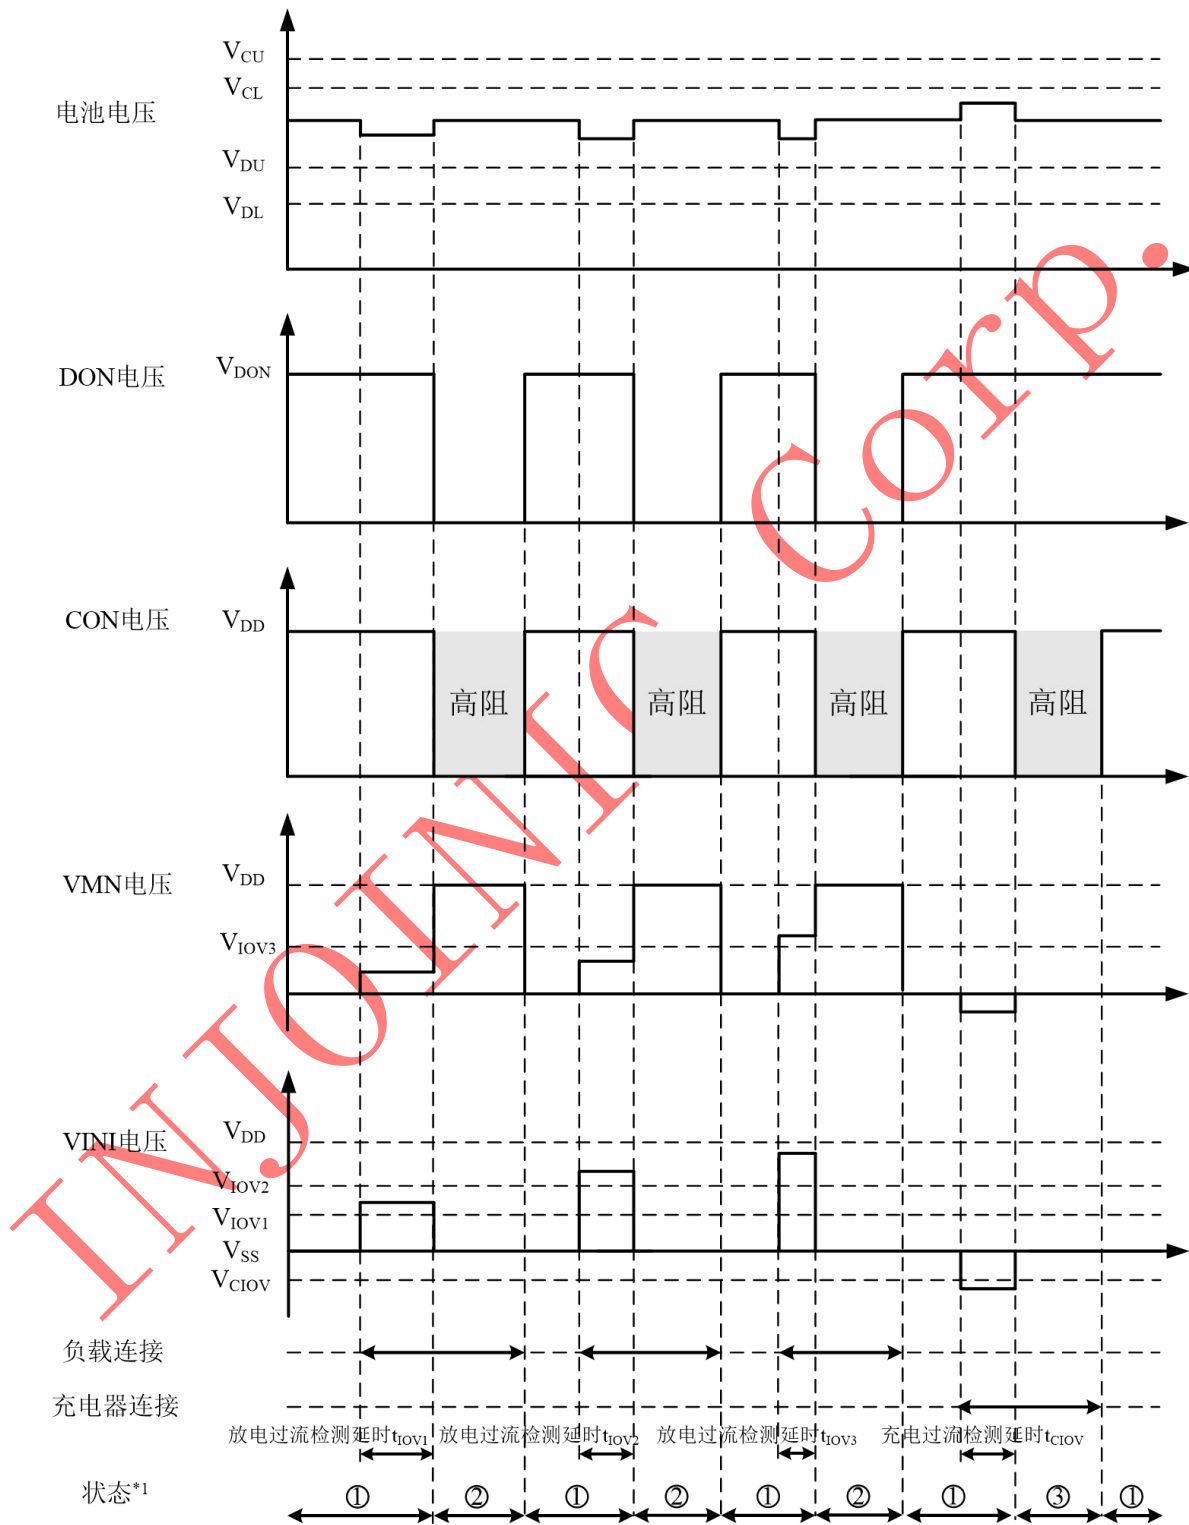 VCU
VCL
电池电压
VDU
VDL
VDON
DON电压
CON电压
VDD
高阻 高阻 高阻 高阻
VDD
VMN电压
VIOV3
VDD
VINI电压
VIOV2
VIOV1
VSS
VCIOV
负载连接
充电器连接
放电过流检测延时tIOV1 放电过流检测延时tIOV2 放电过流检测延时tIOV3 充电过流检测延时tCIOV
状态*1 ① ② ① ② ① ② ① ③ ①
INJOINIC Corp.